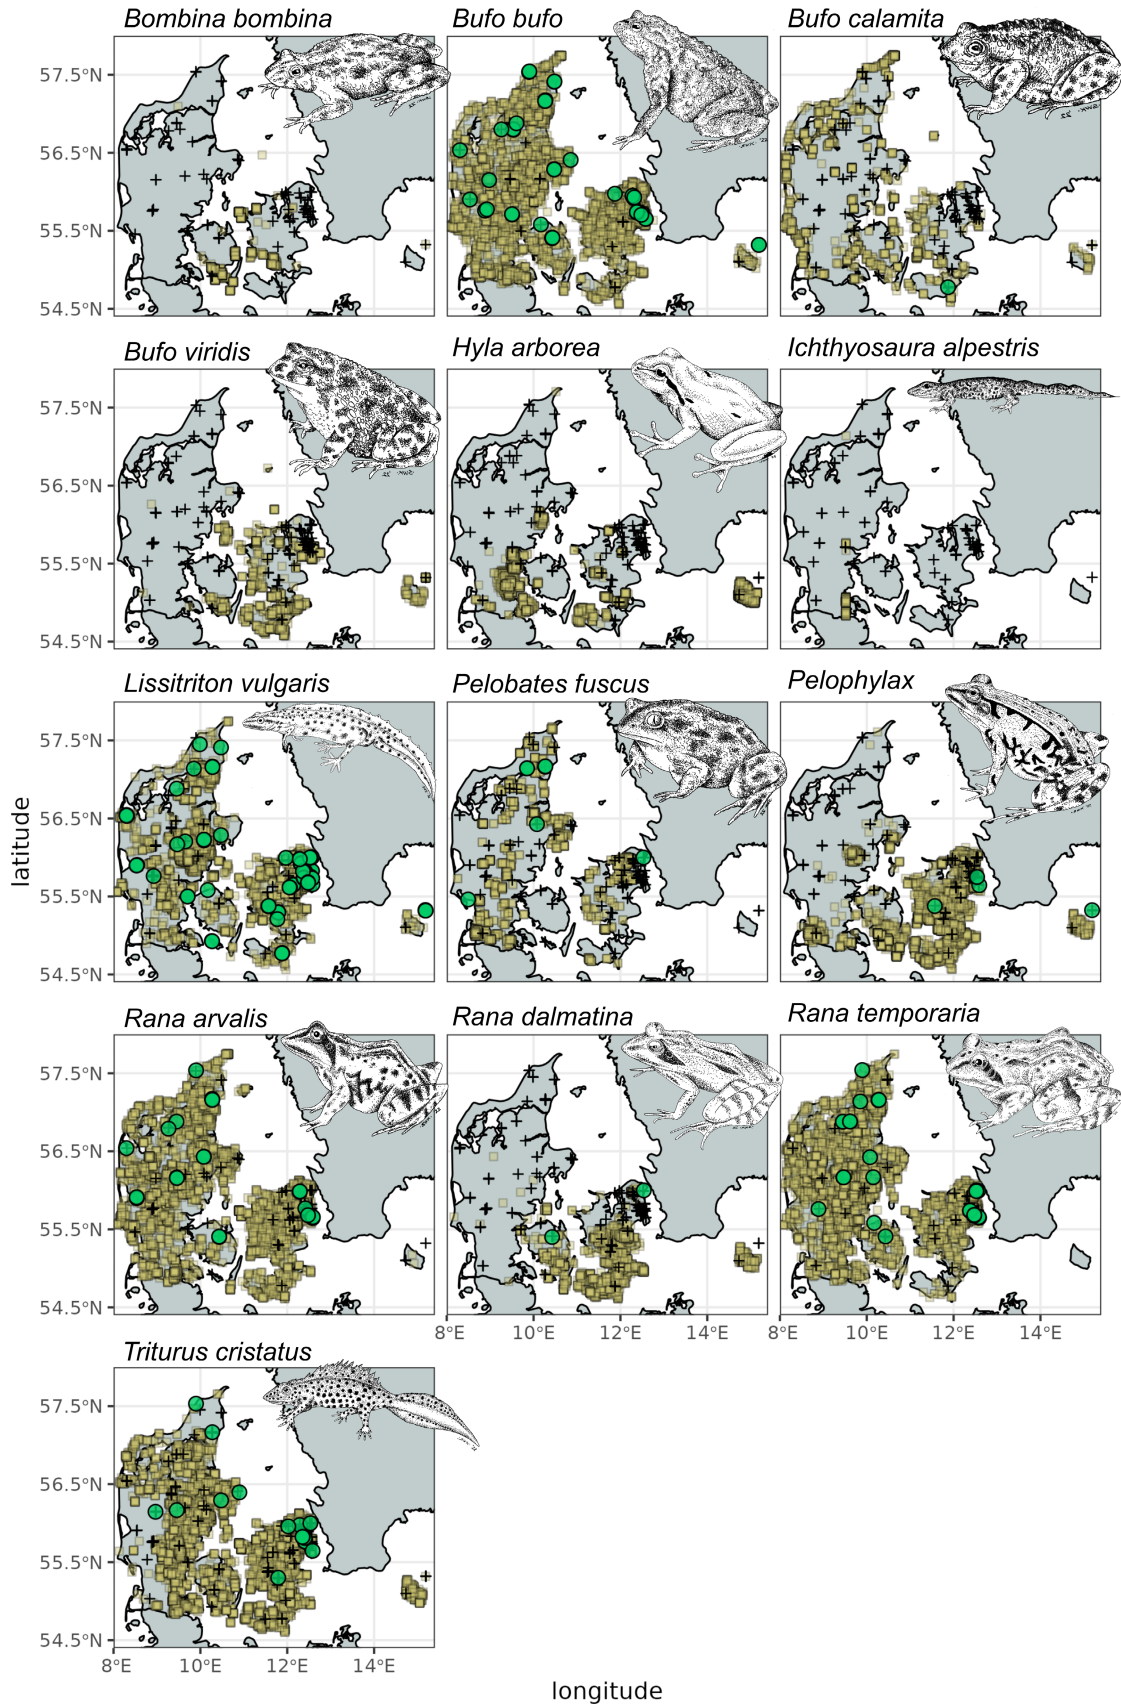 Bombina bombina
Bufo bufo
Bufo calamita
57.5°N
56.5°N
55.5°N
54.5°N
Bufo viridis
Hyla arborea
Ichthyosaura alpestris
57.5°N
56.5°N
55.5°N
54.5°N
Lissitriton vulgaris
Pelobates fuscus
Pelophylax
57.5°N
56.5°N
55.5°N
54.5°N
latitude
Rana arvalis
Rana dalmatina
Rana temporaria
57.5°N
56.5°N
55.5°N
54.5°N
8°E 10°E 12°E 14°E 8°E 10°E 12°E 14°E
Triturus cristatus
57.5°N
56.5°N
55.5°N
54.5°N
8°E 10°E 12°E 14°E
longitude